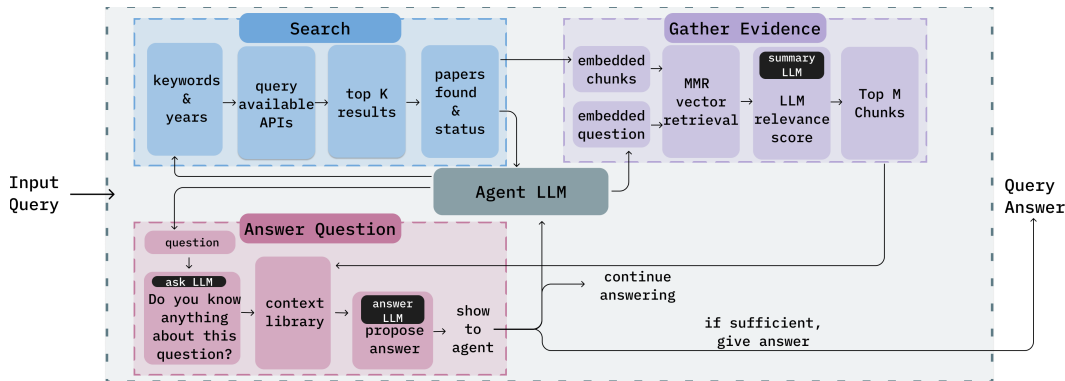 Search
keywords
&
years
query
available
APIs
top K
results
papers
found
&
status
Gather Evidence
embedded
chunks
embedded
question
MMR
vector
retrieval
summary
LLM
LLM
relevance
score
Top M
Chunks
Input
Query
Agent LLM
Query
Answer
Answer Question
question
ask LLM
Do you know
anything
about this
question?
context
library
answer
LLM
propose
answer
show
to
agent
continue
answering
if sufficient,
give answer